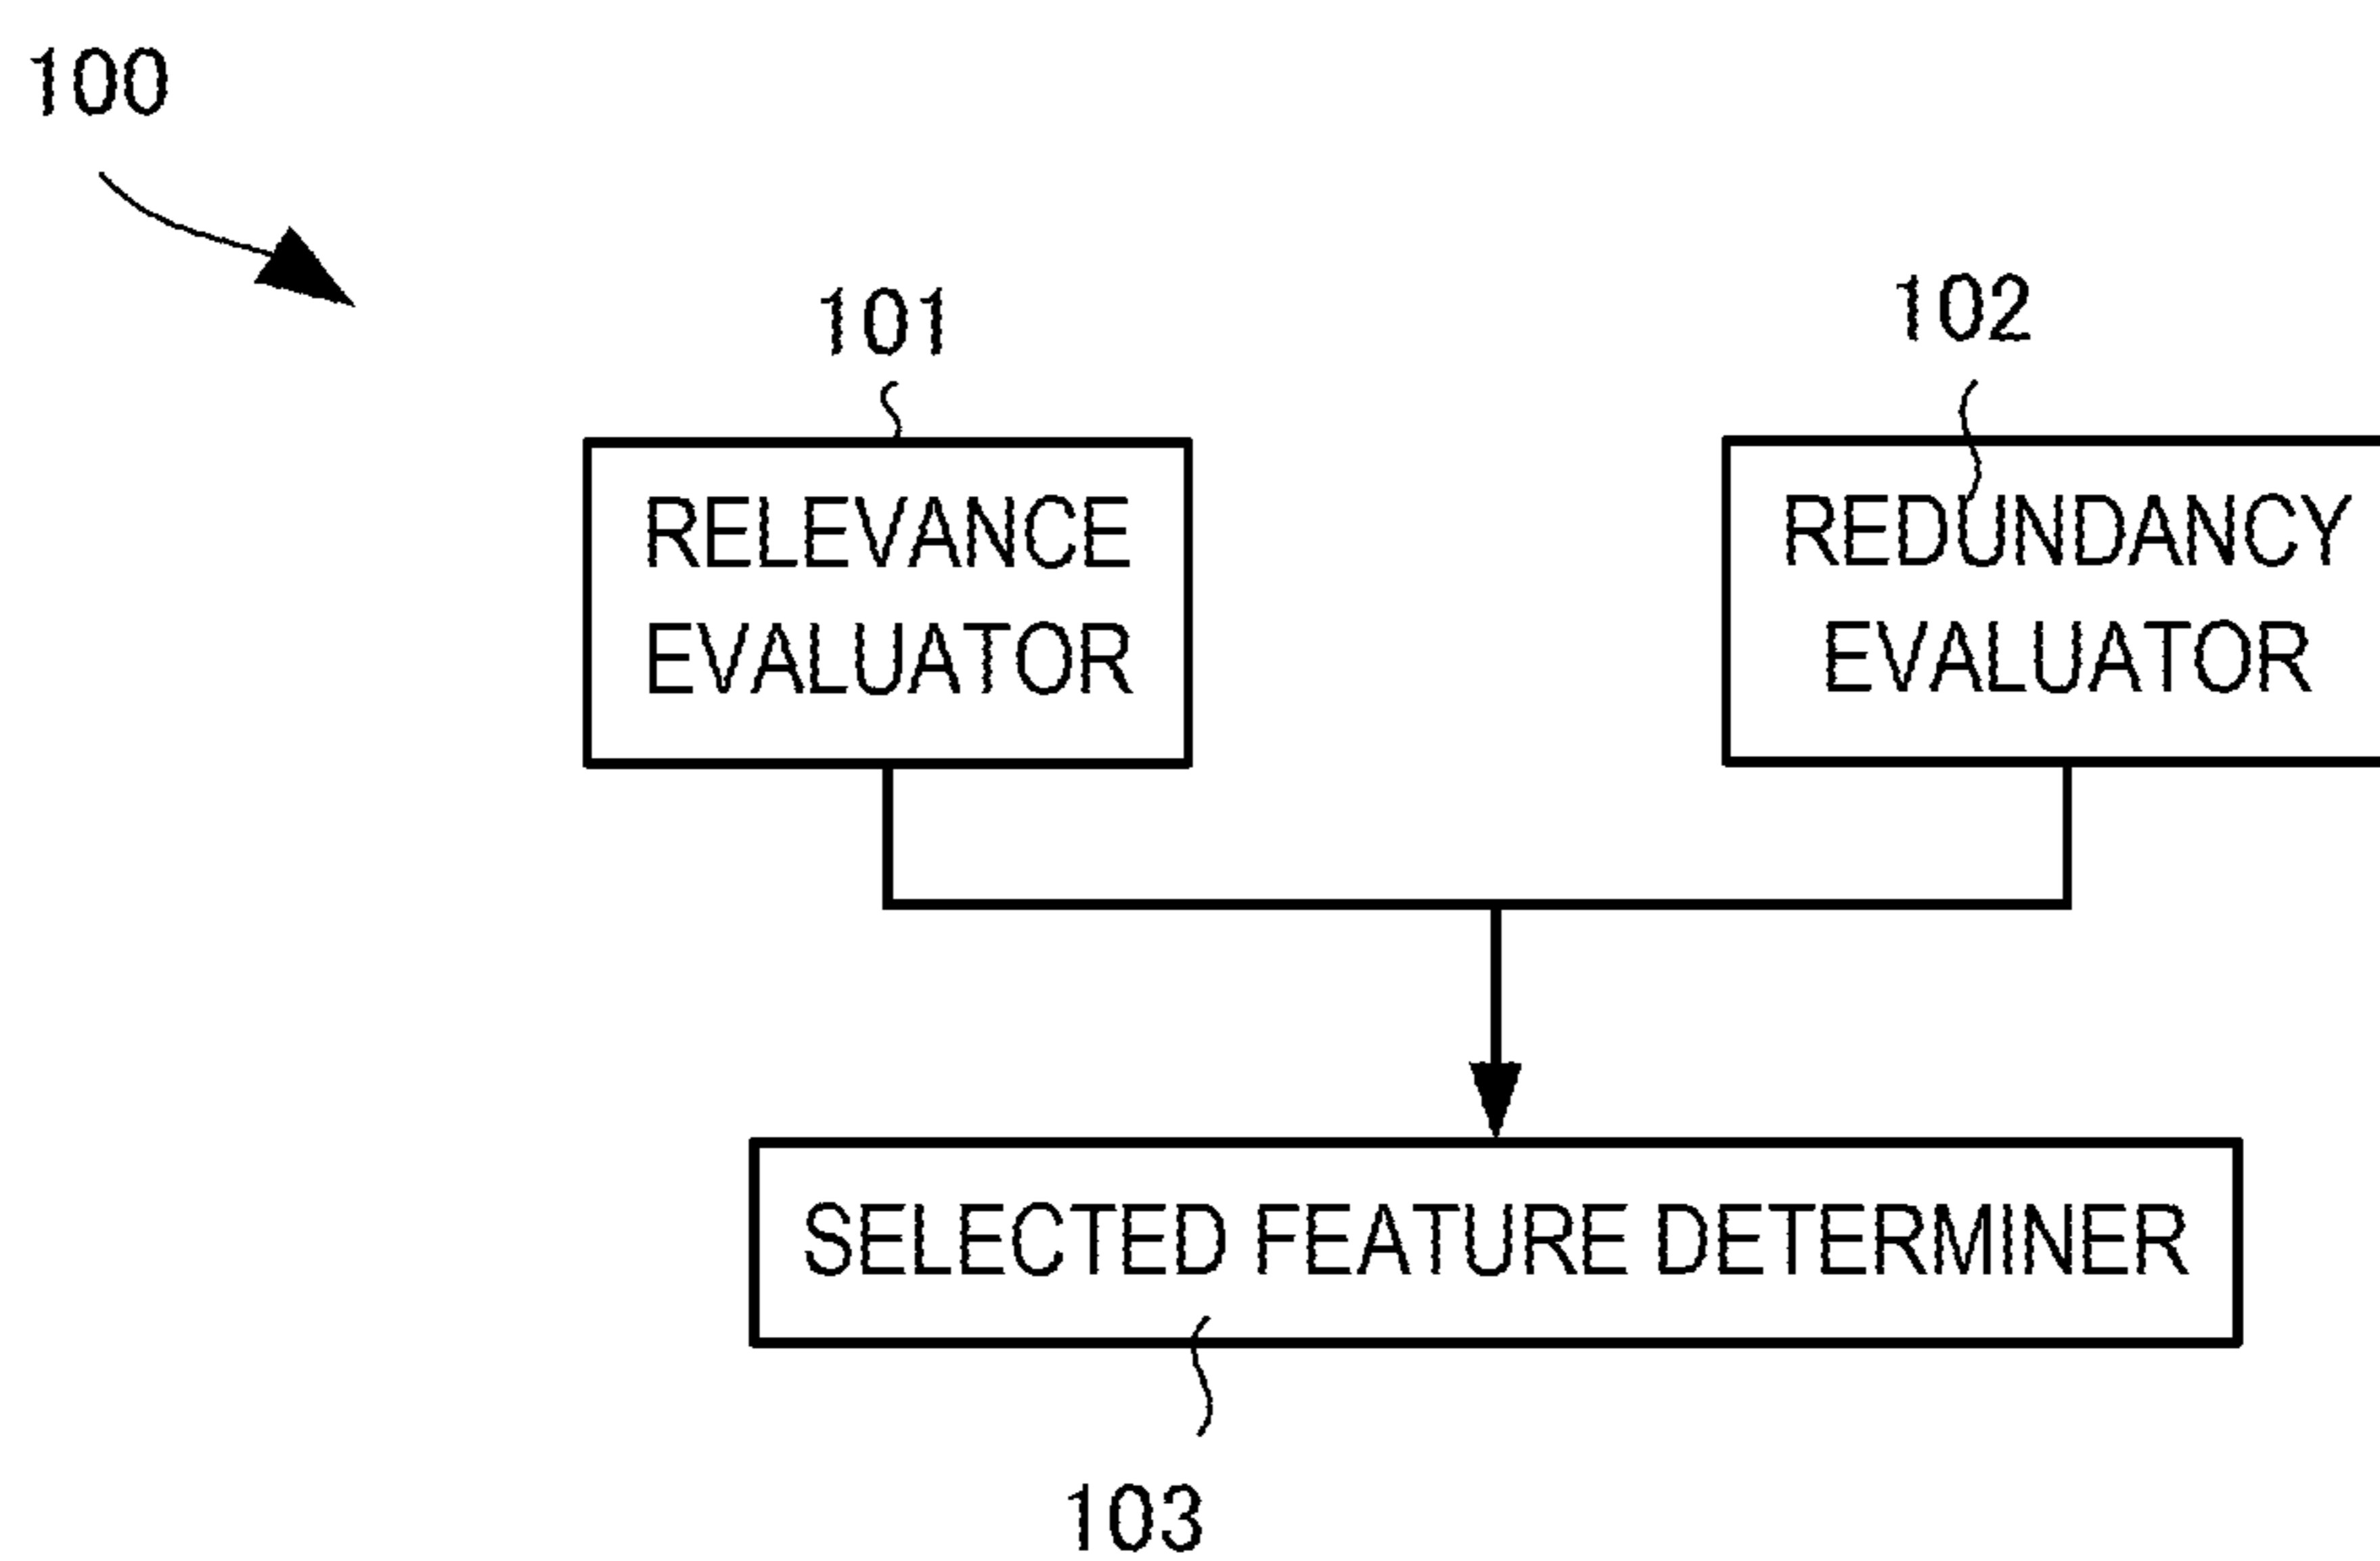 100
101
102
RELEVANCE
EVALUATOR
REDUNDANCY
EVALUATOR
SELECTED FEATURE DETERMINER
103